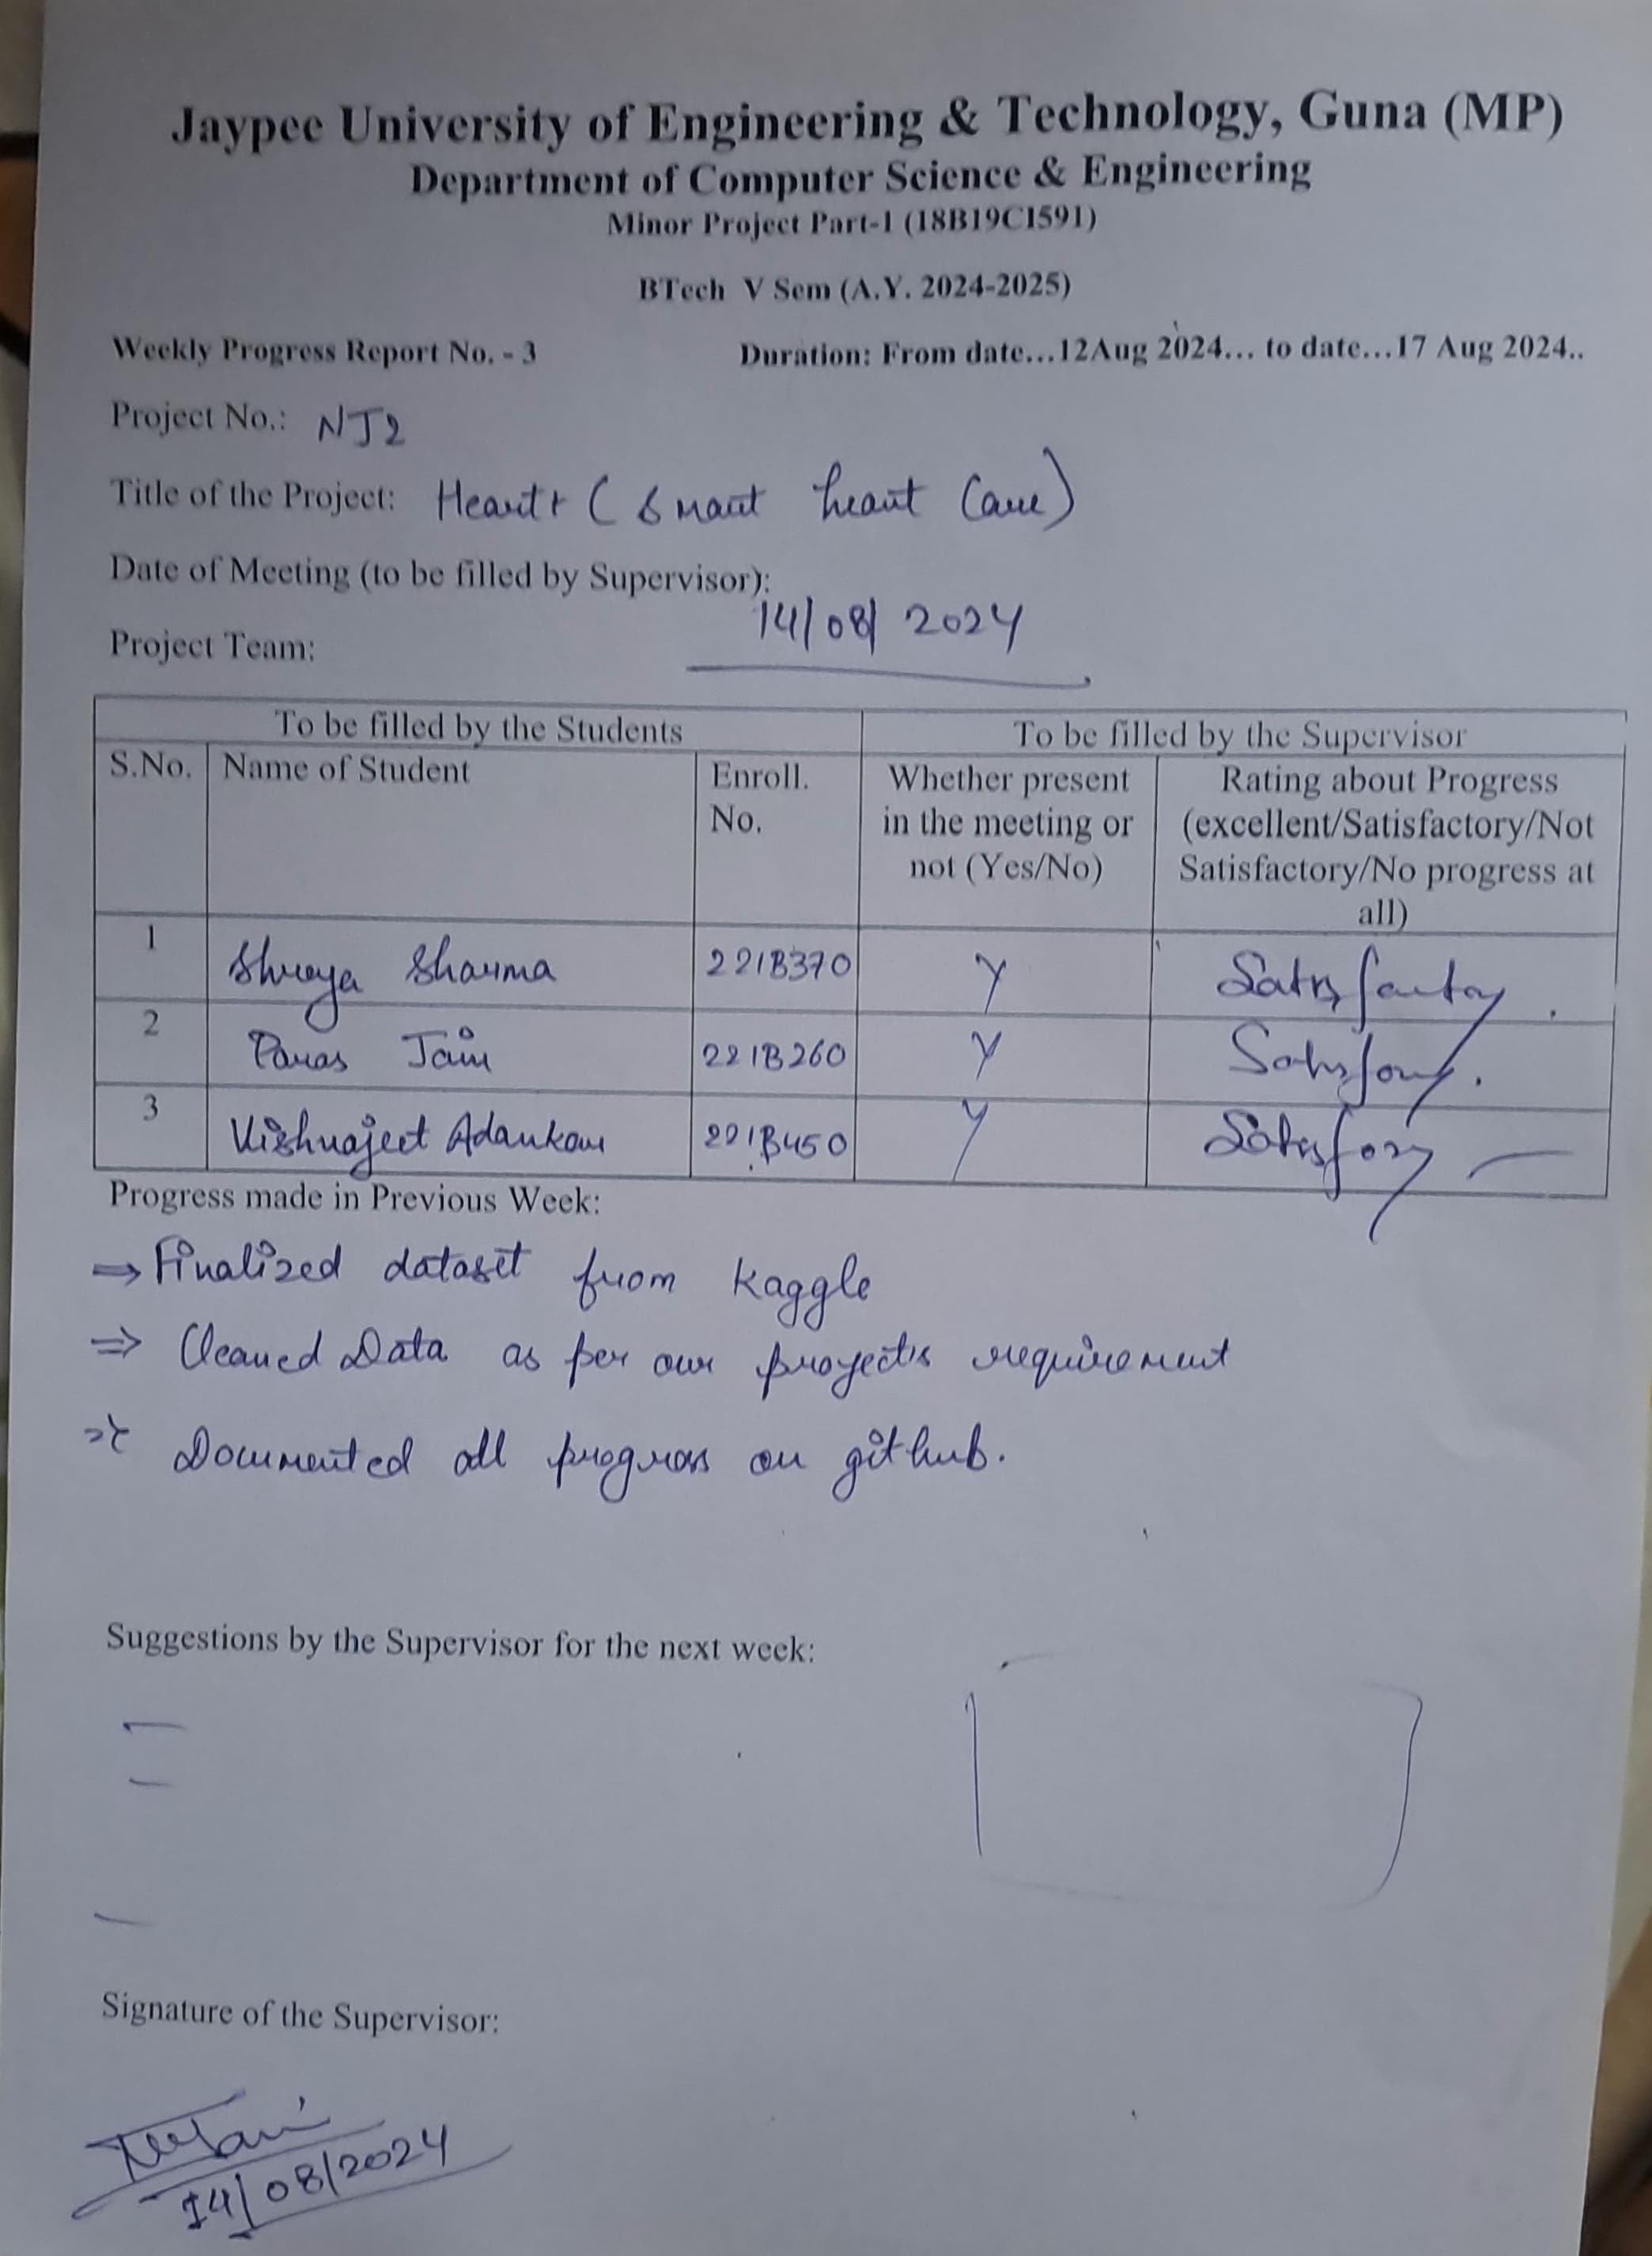 Jaypee University of Engineering & Technology, Guna (MP)
Department of Computer Science & Engineering
Minor Project Part-1 (18B19CI591)
BTech V Sem (A.Y. 2024-2025)
Weekly Progress Report No. - 3 Duration: From date...12Aug 2024... to date...17 Aug 2024..
Project No.: NJ2
Title of the Project: Heart+ (Smart heart Care)
Date of Meeting (to be filled by Supervisor):
14/08/2024
Project Team:
To be filled by the Students To be filled by the Supervisor
S.No. Name of Student Enroll. No. Whether present in the meeting or not (Yes/No) Rating about Progress (excellent/Satisfactory/Not Satisfactory/No progress at all)
1 Shreya Sharma 221B370 Y Satisfactory.
2 Paras Jain 221B260 Y Satisfactory.
3 Vishwajeet 221B450 Y Satisfactory
Progress made in Previous Week:
⇒ Finalized dataset from Kaggle
⇒ Cleaned Data as per our project's requirement
⇒ Documented all progress on github.
Suggestions by the Supervisor for the next week:
Signature of the Supervisor:
14/08/2024